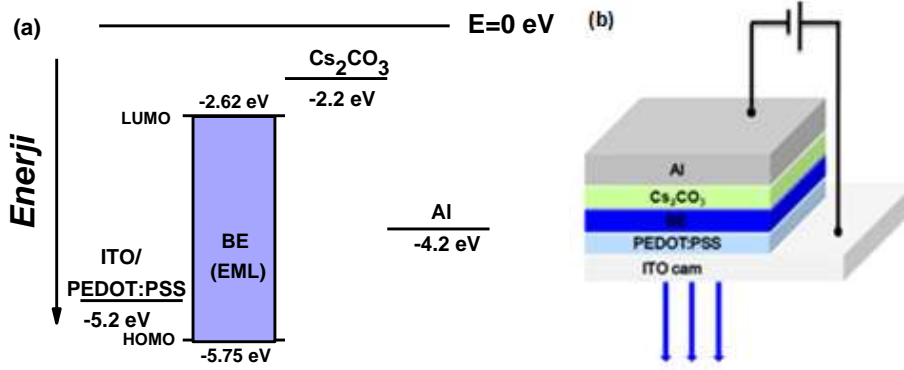 (a)
E=0 eV
Cs₂CO₃
-2.2 eV
-2.62 eV
LUMO
Enerji
BE
(EML)
Al
-4.2 eV
ITO/
PEDOT:PSS
-5.2 eV
HOMO
-5.75 eV
(b)
Al
Cs₂CO₃
BE
PEDOT:PSS
ITO cam